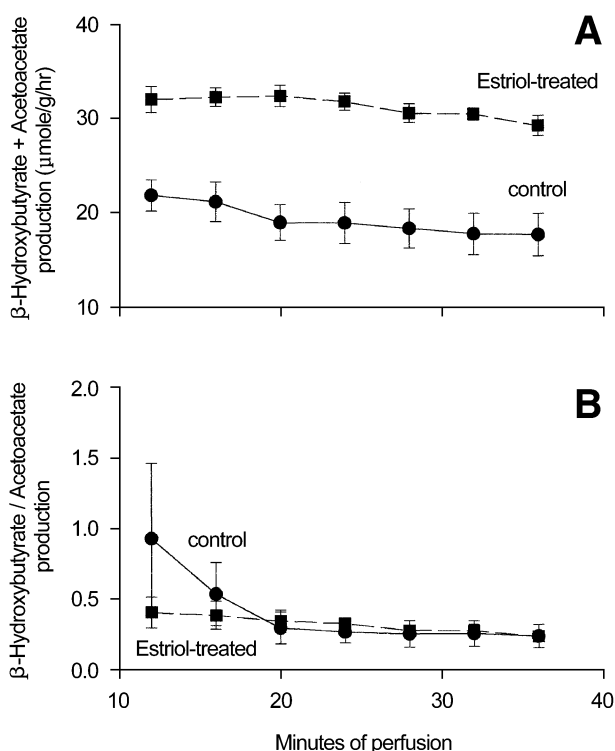 A
β-Hydroxybutyrate + Acetoacetate
production (μmole/g/hr)
40
30
20
10
Estriol-treated
control
B
β-Hydroxybutyrate / Acetoacetate
production
2.0
1.5
1.0
0.5
0.0
control
Estriol-treated
10 20 30 40
Minutes of perfusion